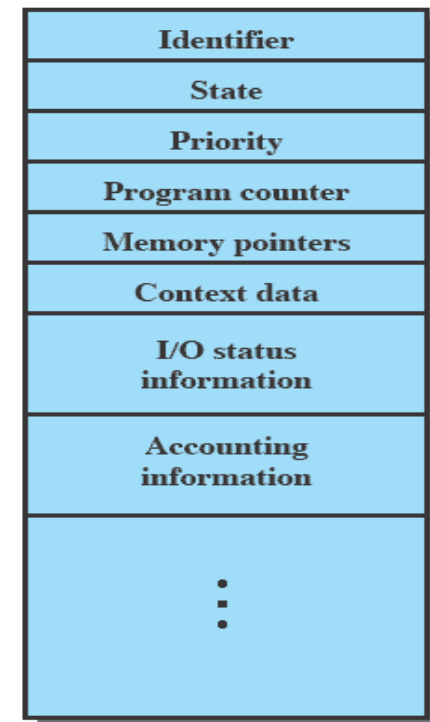 Identifier
State
Priority
Program counter
Memory pointers
Context data
I/O status
information
Accounting
information